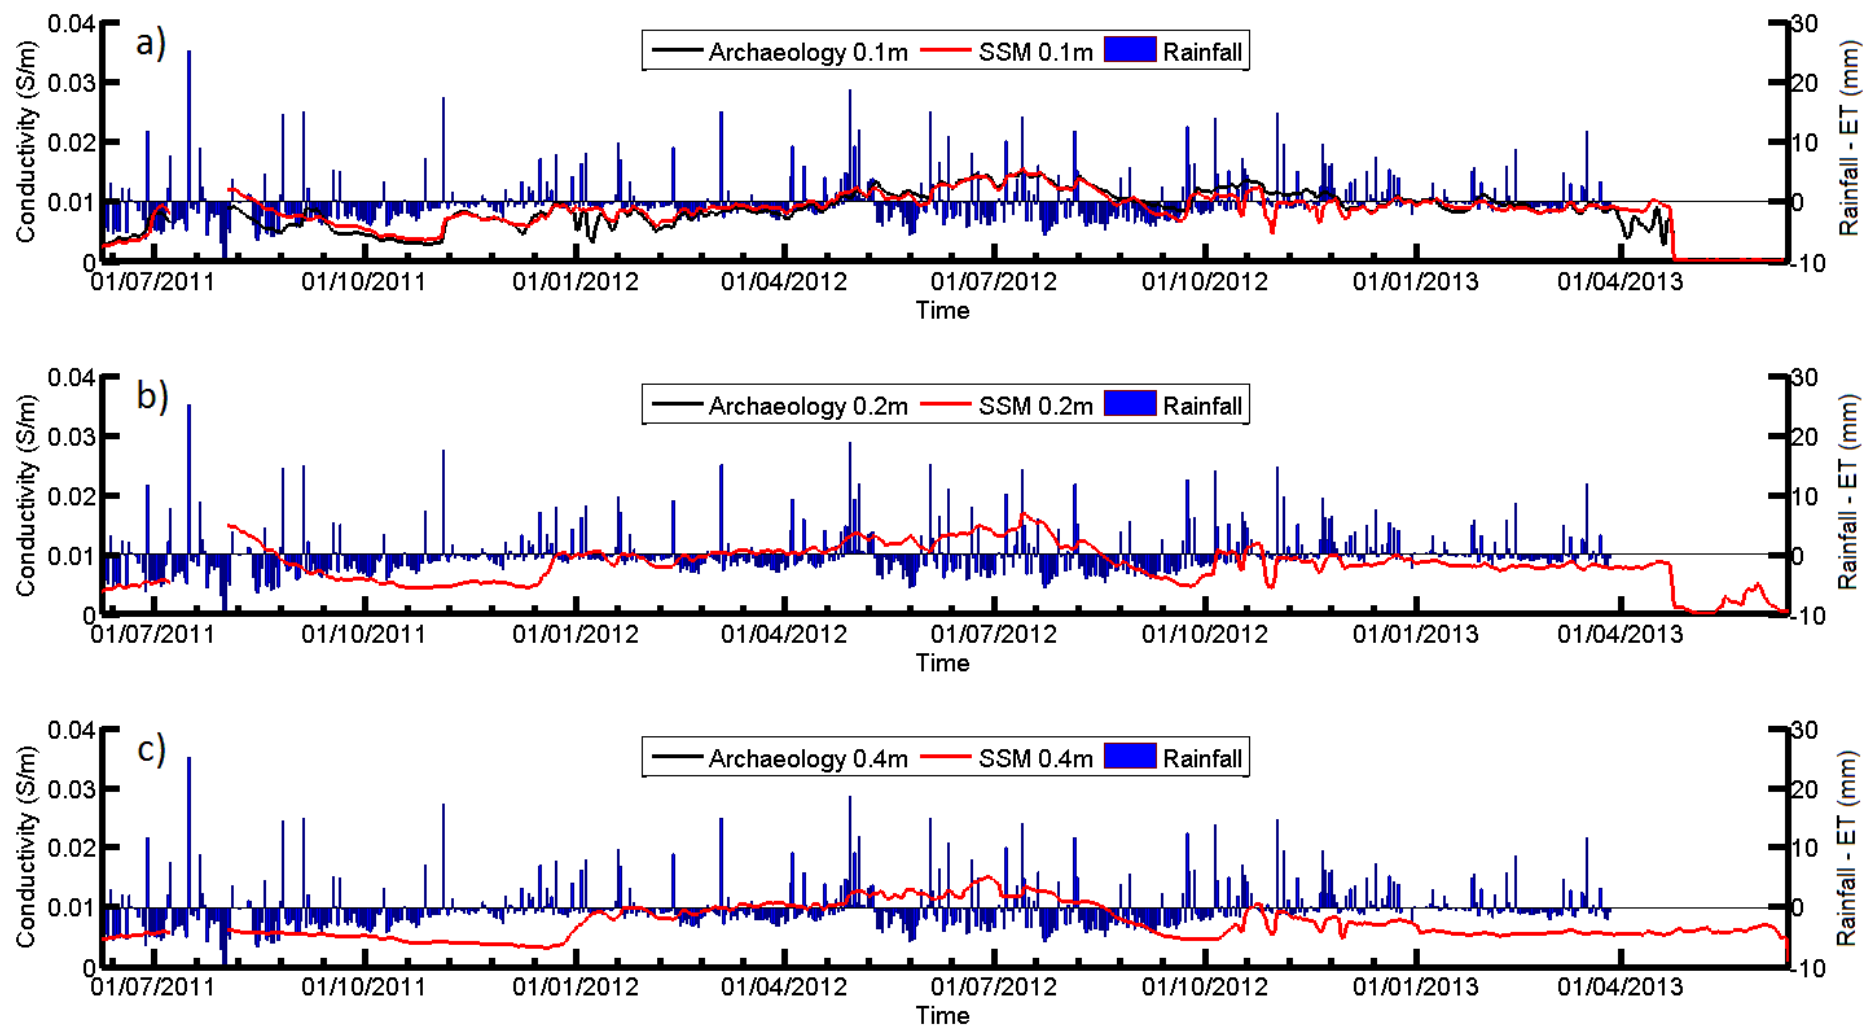 a)
Archaeology 0.1m SSM 0.1m Rainfall
Conductivity (S/m)
0.04
0.03
0.02
0.01
0
30
20
10
0
-10
Rainfall - ET (mm)
01/07/2011 01/10/2011 01/01/2012 01/04/2012 01/07/2012 01/10/2012 01/01/2013 01/04/2013
Time
b)
Archaeology 0.2m SSM 0.2m Rainfall
Conductivity (S/m)
0.04
0.03
0.02
0.01
0
30
20
10
0
-10
Rainfall - ET (mm)
01/07/2011 01/10/2011 01/01/2012 01/04/2012 01/07/2012 01/10/2012 01/01/2013 01/04/2013
Time
c)
Archaeology 0.4m SSM 0.4m Rainfall
Conductivity (S/m)
0.04
0.03
0.02
0.01
0
30
20
10
0
-10
Rainfall - ET (mm)
01/07/2011 01/10/2011 01/01/2012 01/04/2012 01/07/2012 01/10/2012 01/01/2013 01/04/2013
Time